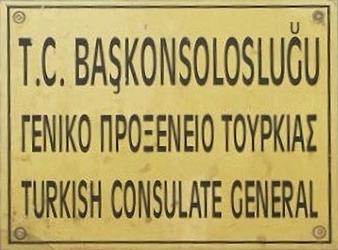 T.C. BAŞKONSOLOSLUĞU
ΓΕΝΙΚΟ ΠΡΟΞΕΝΕΙΟ ΤΟΥΡΚΙΑΣ
TURKISH CONSULATE GENERAL